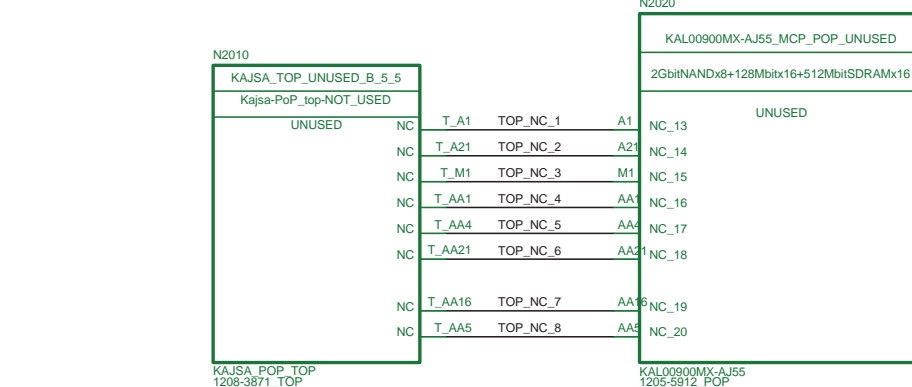 N2020
KAL00900MX-AJ55_MCP_POP_UNUSED
N2010
2GbitNANDx8+128Mbitx16+512MbitSDRAMx16
KAJSA_TOP_UNUSED_B_5_5
Kajsa-PoP_top-NOT_USED
UNUSED
UNUSED
NC T_A1 TOP_NC_1 A1 NC_13
NC T_A21 TOP_NC_2 A21 NC_14
NC T_M1 TOP_NC_3 M1 NC_15
NC T_AA1 TOP_NC_4 AA1 NC_16
NC T_AA4 TOP_NC_5 AA4 NC_17
NC T_AA21 TOP_NC_6 AA21 NC_18
NC T_AA16 TOP_NC_7 AA16 NC_19
NC T_AA5 TOP_NC_8 AA5 NC_20
KAJSA_POP_TOP
1208-3871_TOP
KAL00900MX-AJ55
1205-5912_POP